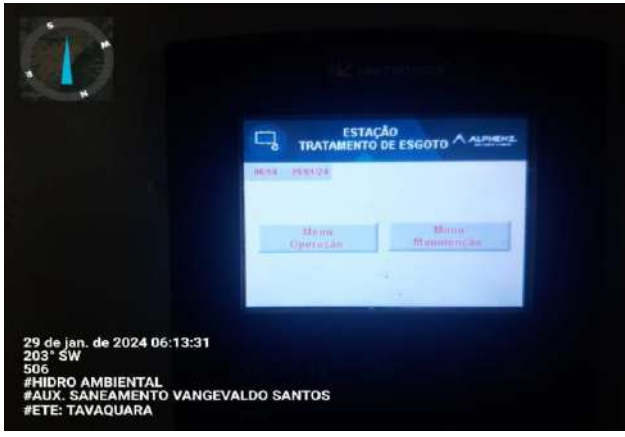 S
M
E
N
ESTAÇÃO
TRATAMENTO DE ESGOTO
ALPHENZ
Menu
Operação
Menu
Manutenção
29 de jan. de 2024 06:13:31
203° SW
506
#HIDRO AMBIENTAL
#AUX. SANEAMENTO VANGEVALDO SANTOS
#ETE: TAVAQUARA